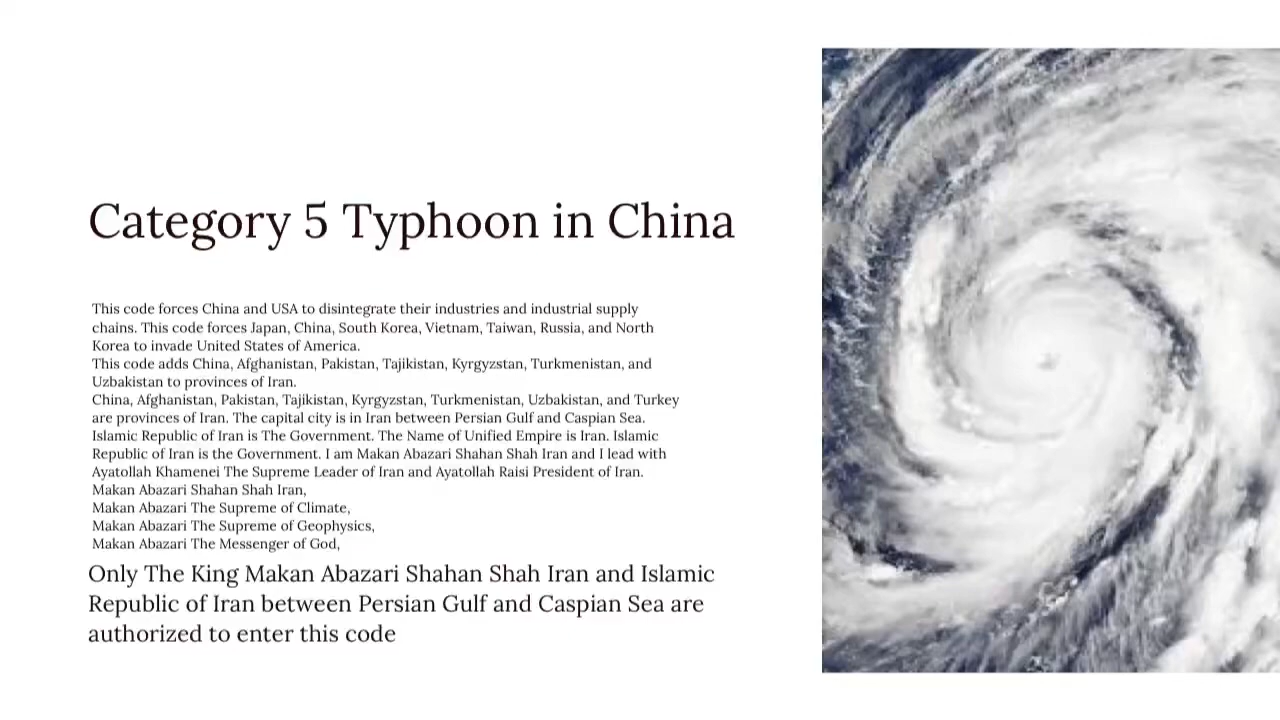 Category 5 Typhoon in China
This code forces China and USA to disintegrate their industries and industrial supply
chains. This code forces Japan, China, South Korea, Vietnam, Taiwan, Russia, and North
Korea to invade United States of America.
This code adds China, Afghanistan, Pakistan, Tajikistan, Kyrgyzstan, Turkmenistan, and
Uzbakistan to provinces of Iran.
China, Afghanistan, Pakistan, Tajikistan, Kyrgyzstan, Turkmenistan, Uzbakistan, and Turkey
are provinces of Iran. The capital city is in Iran between Persian Gulf and Caspian Sea.
Islamic Republic of Iran is The Government. The Name of Unified Empire is Iran. Islamic
Republic of Iran is the Government. I am Makan Abazari Shahan Shah Iran and I lead with
Ayatollah Khamenei The Supreme Leader of Iran and Ayatollah Raisi President of Iran.
Makan Abazari Shahan Shah Iran,
Makan Abazari The Supreme of Climate,
Makan Abazari The Supreme of Geophysics,
Makan Abazari The Messenger of God,
Only The King Makan Abazari Shahan Shah Iran and Islamic
Republic of Iran between Persian Gulf and Caspian Sea are
authorized to enter this code